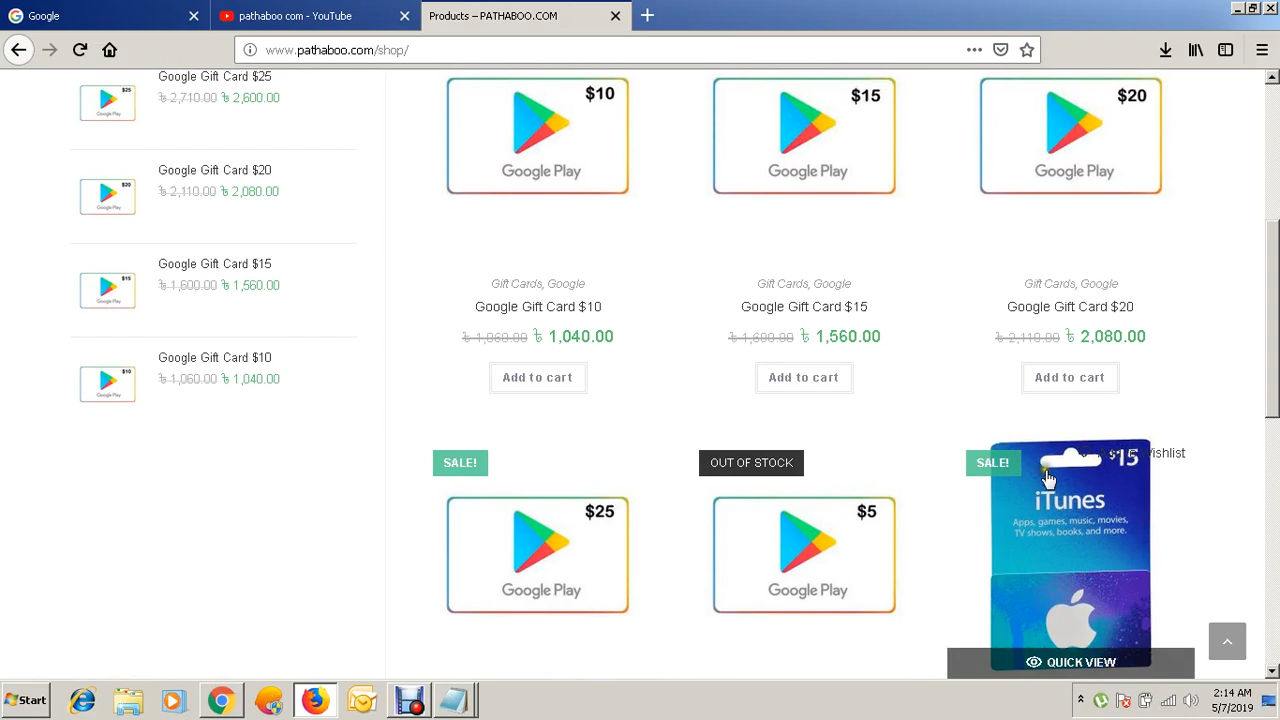 Google
pathaboo com - YouTube
Products – PATHABOO.COM
www.pathaboo.com/shop/
Google Gift Card $25
৳ 2,710.00 ৳ 2,600.00
Google Gift Card $20
৳ 2,110.00 ৳ 2,080.00
Google Gift Card $15
৳ 1,600.00 ৳ 1,560.00
Google Gift Card $10
৳ 1,060.00 ৳ 1,040.00
$10
Google Play
$15
Google Play
$20
Google Play
Gift Cards, Google
Google Gift Card $10
৳ 1,060.00 ৳ 1,040.00
Add to cart
Gift Cards, Google
Google Gift Card $15
৳ 1,600.00 ৳ 1,560.00
Add to cart
Gift Cards, Google
Google Gift Card $20
৳ 2,110.00 ৳ 2,080.00
Add to cart
SALE!
$25
Google Play
OUT OF STOCK
$5
Google Play
SALE!
$15
iTunes
Apps, games, music, movies,
TV shows, books, and more.
QUICK VIEW
Start
2:14 AM
5/7/2019